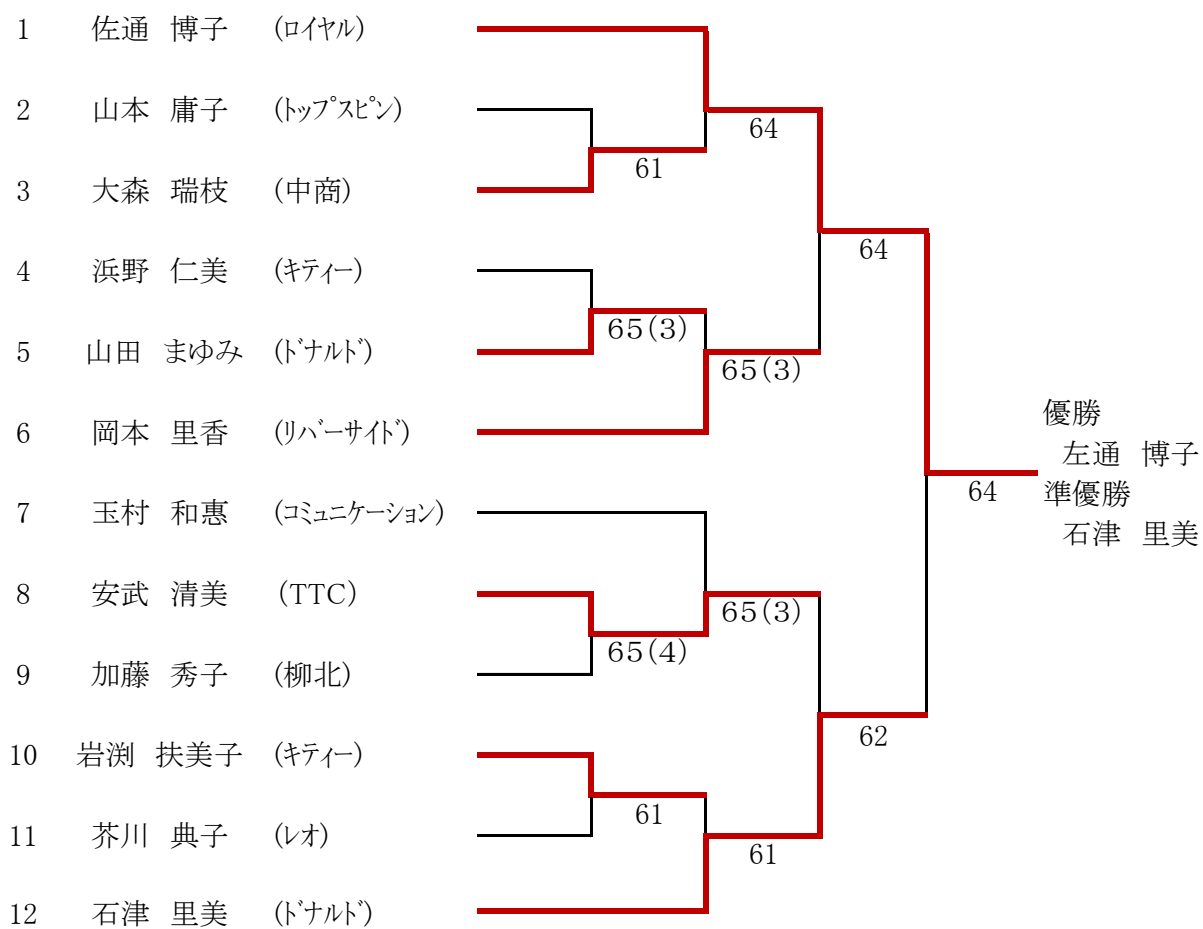 1 佐通 博子 (ロイヤル)
2 山本 庸子 (トップスピン)
64
61
3 大森 瑞枝 (中商)
64
4 浜野 仁美 (キティー)
65(3)
5 山田 まゆみ (ドナルド)
65(3)
6 岡本 里香 (リバーサイド)
優勝
左通 博子
64
準優勝
石津 里美
7 玉村 和惠 (コミュニケーション)
8 安武 清美 (TTC)
65(3)
65(4)
9 加藤 秀子 (柳北)
62
10 岩渕 扶美子 (キティー)
61
11 芥川 典子 (レオ)
61
12 石津 里美 (ドナルド)